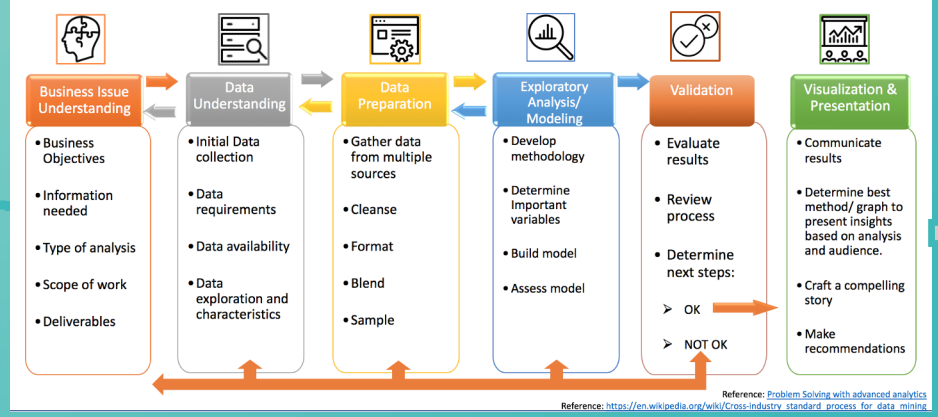 Business Issue
Understanding
Data
Understanding
Data
Preparation
Exploratory
Analysis/
Modeling
Validation
Visualization &
Presentation
• Business
Objectives
• Information
needed
• Type of analysis
• Scope of work
• Deliverables
• Initial Data
collection
• Data
requirements
• Data availability
• Data
exploration and
characteristics
• Gather data
from multiple
sources
• Cleanse
• Format
• Blend
• Sample
• Develop
methodology
• Determine
Important
variables
• Build model
• Assess model
• Evaluate
results
• Review
process
• Determine
next steps:
➢ OK
➢ NOT OK
• Communicate
results
• Determine best
method/ graph to
present insights
based on analysis
and audience.
• Craft a compelling
story
• Make
recommendations
Reference: Problem Solving with advanced analytics
Reference: https://en.wikipedia.org/wiki/Cross-industry_standard_process_for_data_mining